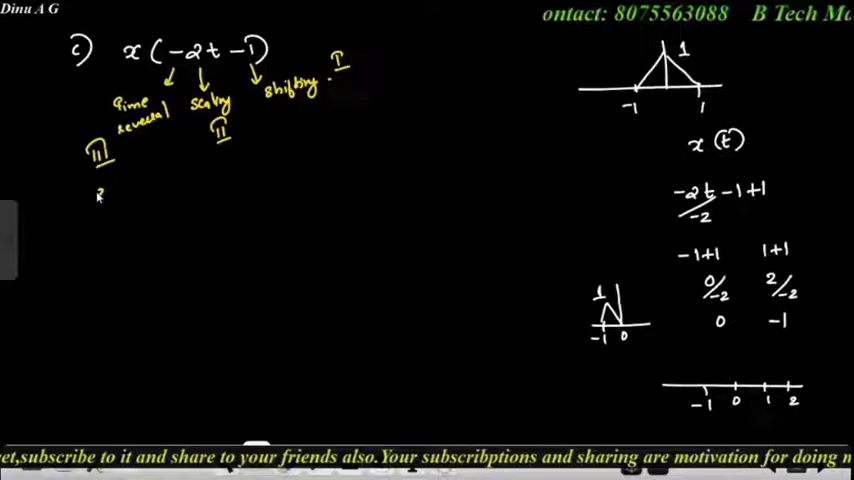 Dinu A G
ontact: 8075563088 B Tech Ma
c) x(-2t-1)
Time reversal
scaling
shifting
I
II
III
1
-1 1
x(t)
-2t-1+1
-2
-1+1 1+1
0/-2 2/-2
0 -1
1
-1 0
-1 0 1 2
et,subscribe to it and share to your friends also.Your subscribptions and sharing are motivation for doing m